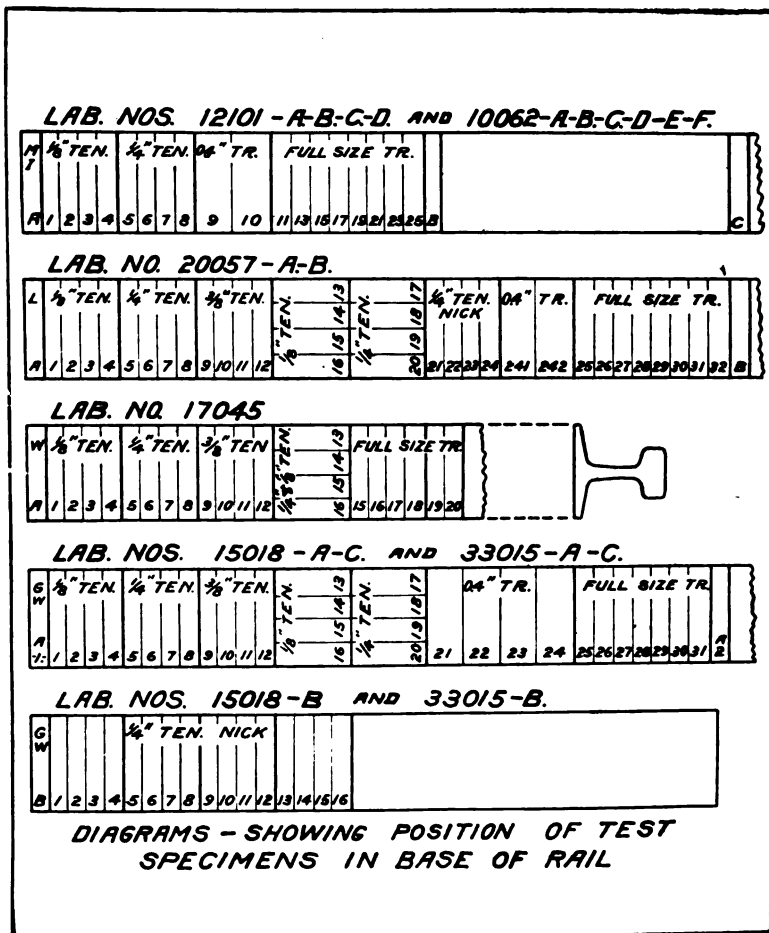 LAB. NOS. 12101-A-B-C-D. AND 10062-A-B-C-D-E-F.
M I 1/8" TEN. 1/4" TEN. 0.4" TR. FULL SIZE TR.
A 1 2 3 4 5 6 7 8 9 10 11 13 15 17 19 21 23 25 B C
LAB. NO. 20057-A-B.
L 1/8" TEN. 1/4" TEN. 3/8" TEN. 1/8" TEN. 16 15 14 13 1/4" TEN. 20 19 18 17 1/4" TEN. NICK 0.4" TR. FULL SIZE TR.
A 1 2 3 4 5 6 7 8 9 10 11 12 21 22 23 24 241 242 25 26 27 28 29 30 31 32 B
LAB. NO. 17045
W 1/8" TEN. 1/4" TEN. 3/8" TEN 16 15 14 13 FULL SIZE TR.
A 1 2 3 4 5 6 7 8 9 10 11 12 15 16 17 18 19 20
LAB. NOS. 15018-A-C. AND 33015-A-C.
G W 1/8" TEN. 1/4" TEN. 3/8" TEN. 1/8" TEN. 16 15 14 13 1/4" TEN. 20 19 18 17 0.4" TR. FULL SIZE TR.
A 1 2 3 4 5 6 7 8 9 10 11 12 21 22 23 24 25 26 27 28 29 30 31 A 2
LAB. NOS. 15018-B AND 33015-B.
G W 1/4" TEN. NICK
B 1 2 3 4 5 6 7 8 9 10 11 12 13 14 15 16
DIAGRAMS - SHOWING POSITION OF TEST
SPECIMENS IN BASE OF RAIL